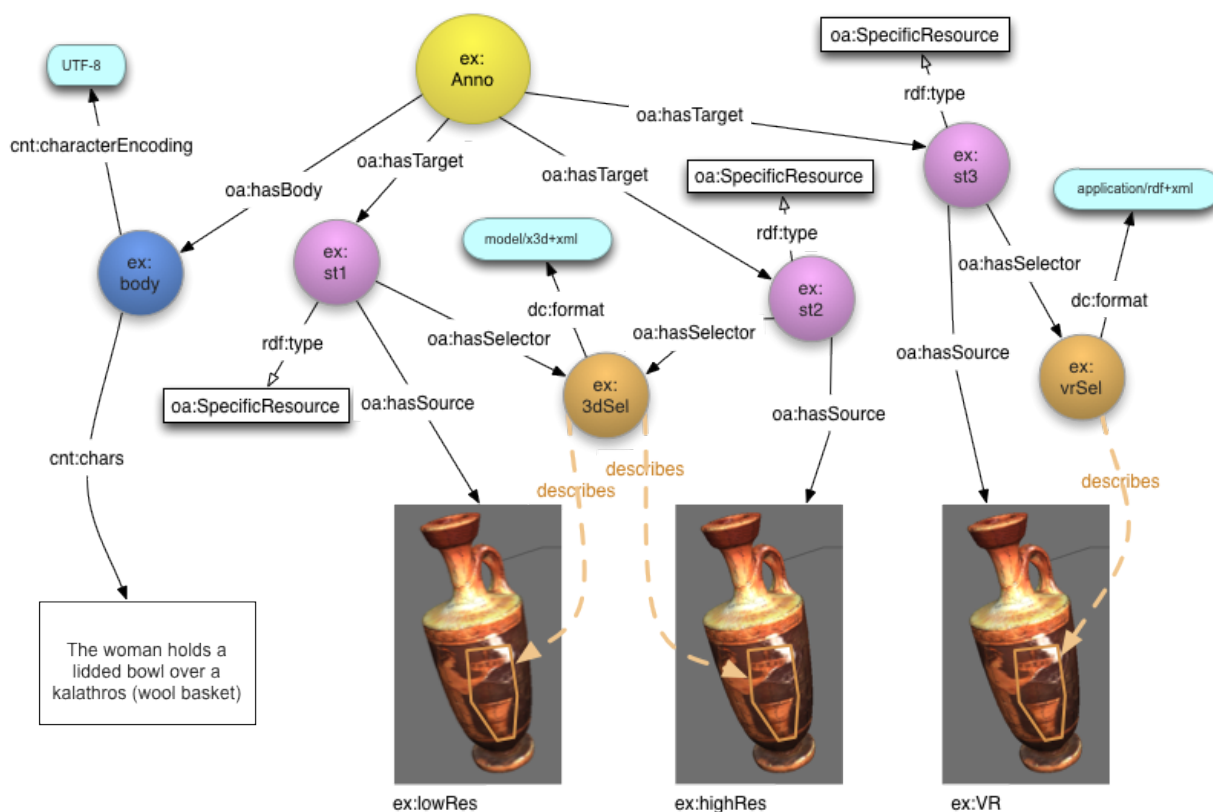 oa:SpecificResource
UTF-8
ex:
Anno
rdf:type
cnt:characterEncoding
oa:hasTarget
oa:hasTarget
oa:hasTarget
oa:hasBody
ex:
st3
oa:SpecificResource
application/rdf+xml
ex:
body
ex:
st1
model/x3d+xml
rdf:type
oa:hasSelector
ex:
st2
dc:format
dc:format
rdf:type
oa:hasSelector
oa:hasSelector
oa:hasSource
ex:
3dSel
ex:
vrSel
oa:SpecificResource
oa:hasSource
oa:hasSource
cnt:chars
describes
describes
describes
The woman holds a
lidded bowl over a
kalathros (wool basket)
ex:lowRes
ex:highRes
ex:VR